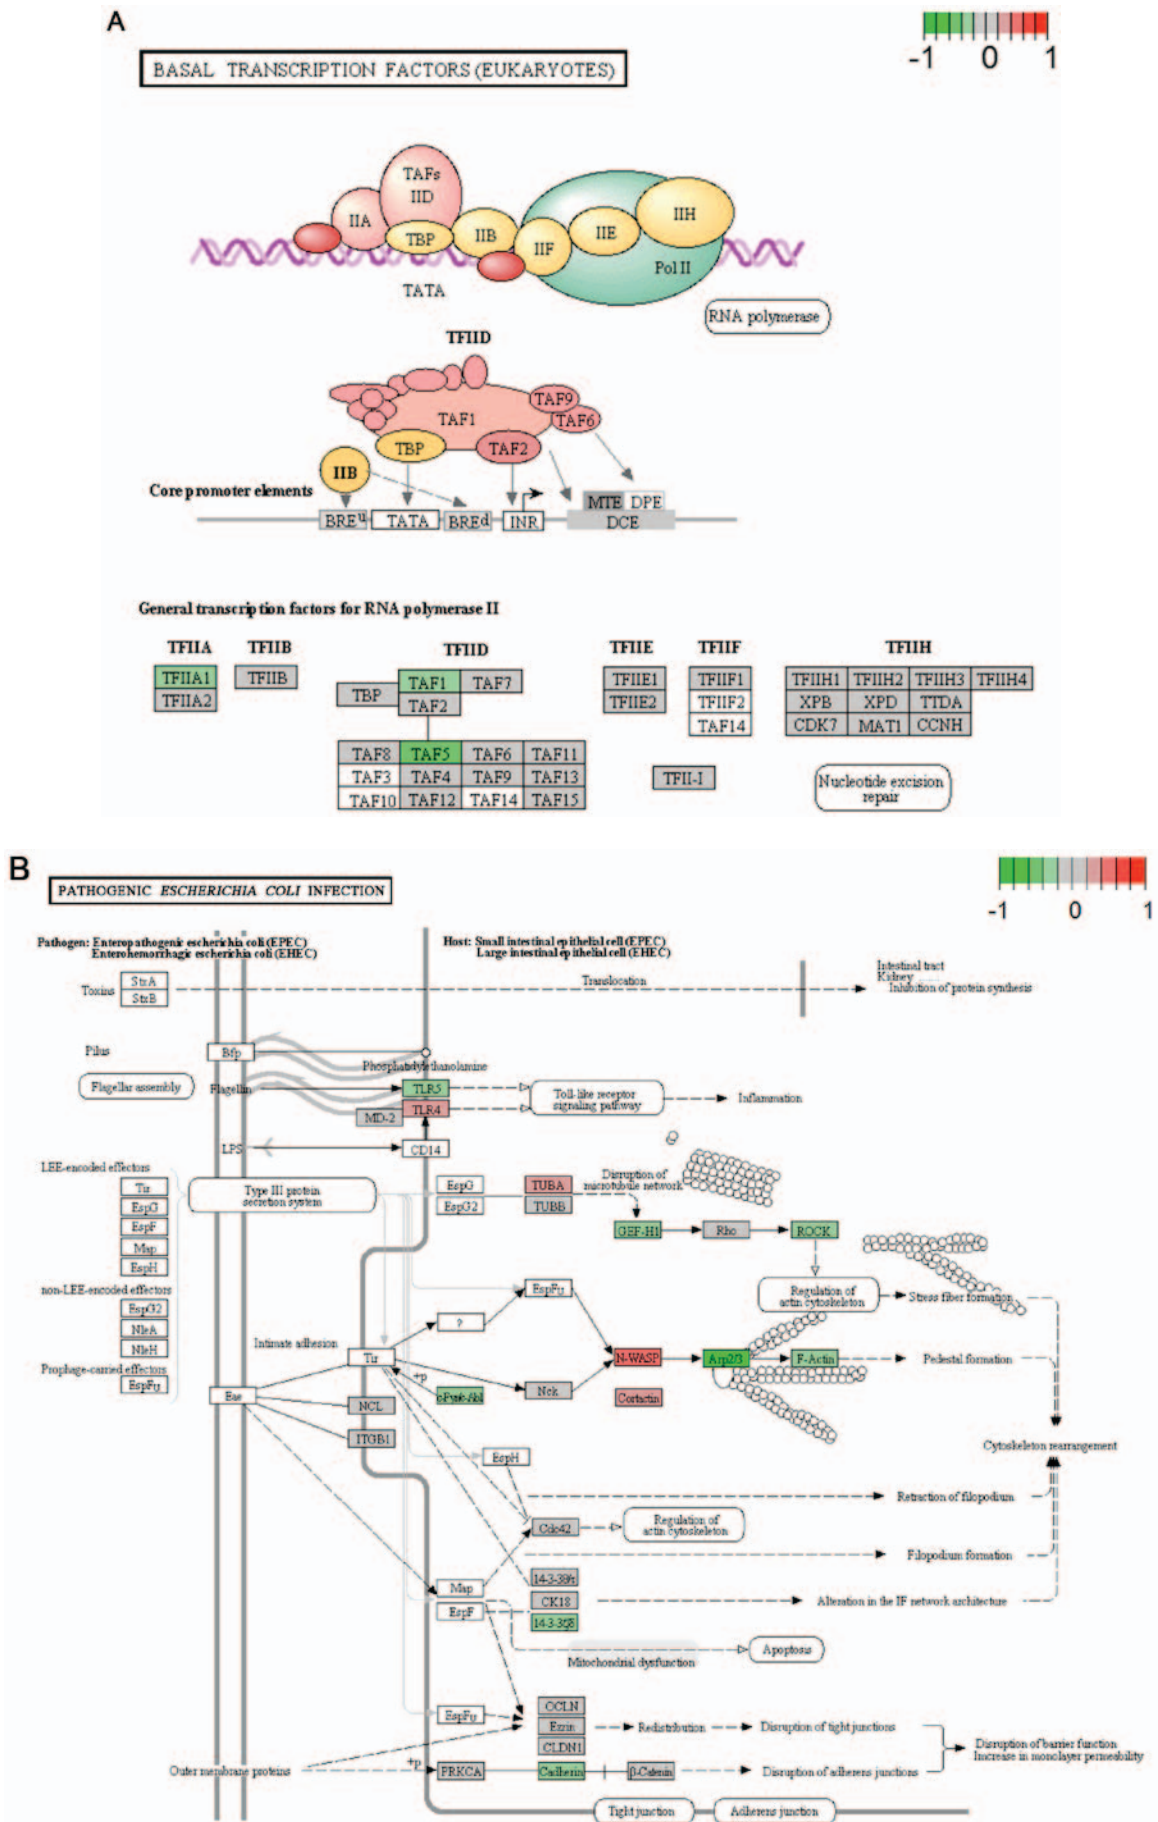 A
-1 0 1
BASAL TRANSCRIPTION FACTORS (EUKARYOTES)
TAFs
IID
IIA
TBP
IIB
IIF
IIE
IIH
Pol II
TATA
RNA polymerase
TFIID
TAF9
TAF1
TAF6
TBP
TAF2
IIB
Core promoter elements
MTE DPE
BREu TATA BREd INR DCE
General transcription factors for RNA polymerase II
TFIIA TFIIB TFIID TFIIE TFIIF TFIIH
TFIIA1 TFIIB TAF1 TAF7 TFIIE1 TFIIF1 TFIIH1 TFIIH2 TFIIH3 TFIIH4
TFIIA2 TBP TAF2 TFIIE2 TFIIF2 XPB XPD TTDA
TAF14 CDK7 MAT1 CCNH
TAF8 TAF5 TAF6 TAF11
TAF3 TAF4 TAF9 TAF13 TFII-I
TAF10 TAF12 TAF14 TAF15
Nucleotide excision
repair
B
-1 0 1
PATHOGENIC ESCHERICHIA COLI INFECTION
Pathogen: Enteropathogenic escherichia coli (EPEC)
Enterohemorrhagic escherichia coli (EHEC)
Host: Small intestinal epithelial cell (EPEC)
Large intestinal epithelial cell (EHEC)
Toxins
StxA
StxB
Translocation
Intestinal tract
Kidney
Inhibition of protein synthesis
Pilus
Bfp
Phosphatidylethanolamine
Flagellar assembly
Flagellin
TLR5
TLR4
MD-2
Toll-like receptor
signaling pathway
Inflammation
LPS
CD14
LEE-encoded effectors
Tir
EspG
EspF
Map
EspH
non-LEE-encoded effectors
EspG2
NleA
NleH
Prophage-carried effectors
EspFU
Type III protein
secretion system
EspG
EspG2
TUBA
TUBB
Disruption of
microtubule network
GEF-H1
Rho
ROCK
Regulation of
actin cytoskeleton
Stress fiber formation
EspFU
?
Intimate adhesion
Tir
N-WASP
Arp2/3
F-Actin
Pedestal formation
+p
Nck
Cortactin
Eae
NCL
ITGB1
Cytoskeleton rearrangement
EspH
Retraction of filopodium
Cdc42
Regulation of
actin cytoskeleton
Filopodium formation
Map
EspF
CK18
Alteration in the IF network architecture
Apoptosis
Mitochondrial dysfunction
EspFU
OCLN
Ezrin
CLDN1
Redistribution
Disruption of tight junctions
Disruption of barrier function
Increase in monolayer permeability
Outer membrane proteins
+p
PRKCA
Cadherin
β-Catenin
Disruption of adherens junctions
Tight junction
Adherens junction